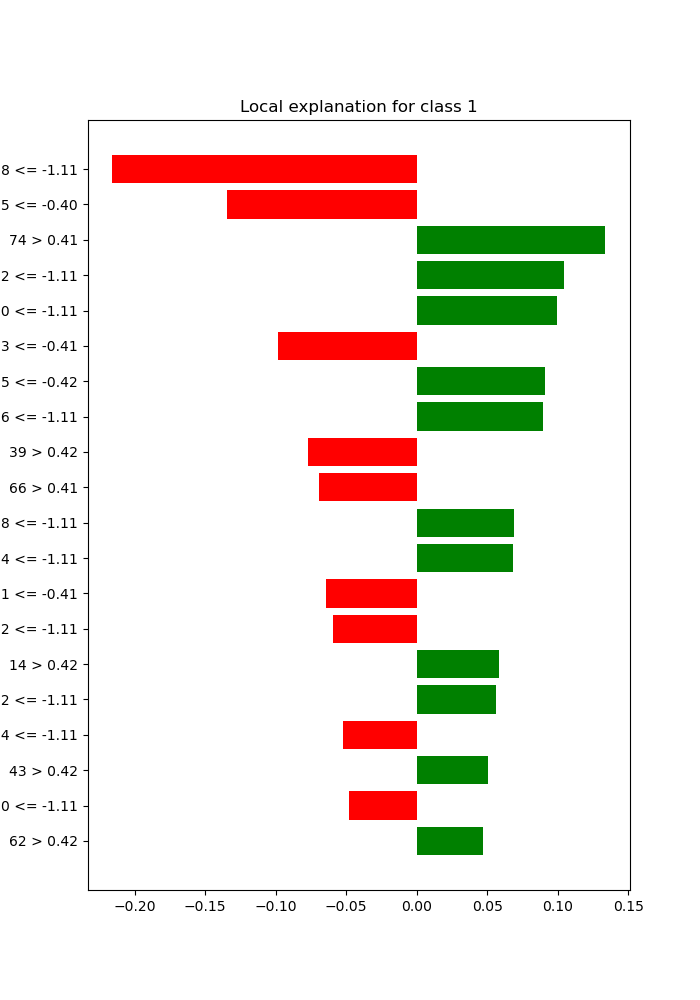 Local explanation for class 1
8 <= -1.11
5 <= -0.40
74 > 0.41
2 <= -1.11
0 <= -1.11
3 <= -0.41
5 <= -0.42
6 <= -1.11
39 > 0.42
66 > 0.41
8 <= -1.11
4 <= -1.11
1 <= -0.41
2 <= -1.11
14 > 0.42
2 <= -1.11
4 <= -1.11
43 > 0.42
0 <= -1.11
62 > 0.42
−0.20 −0.15 −0.10 −0.05 0.00 0.05 0.10 0.15